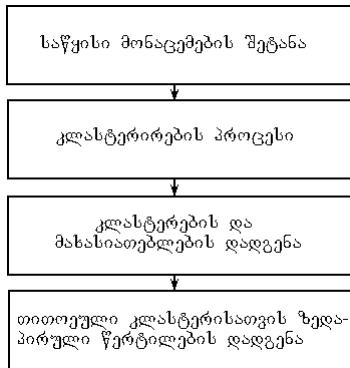 საწყისი მონაცემების შეტანა
კლასტერირების პროცესი
კლასტერების და
მახასიათებლების დადგენა
თითოეული კლასტერისათვის ზედა-
პირული წერტილების დადგენა